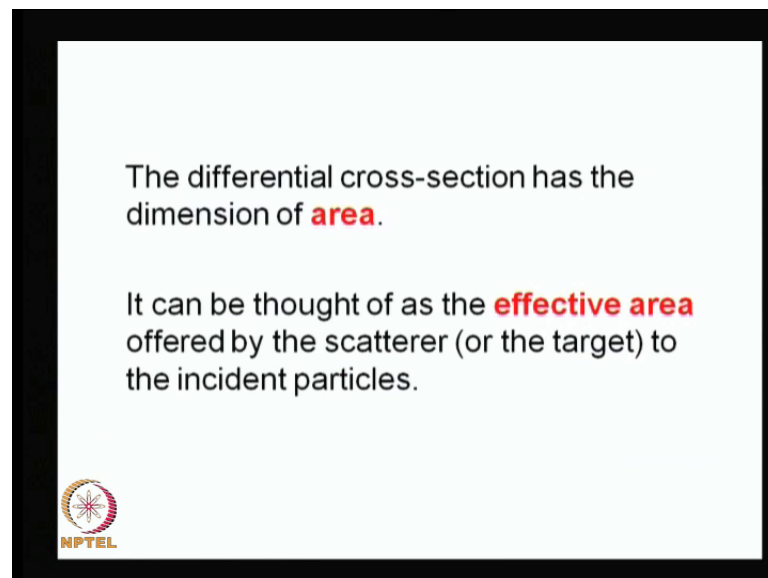 The differential cross-section has the
dimension of area.
It can be thought of as the effective area
offered by the scatterer (or the target) to
the incident particles.
NPTEL